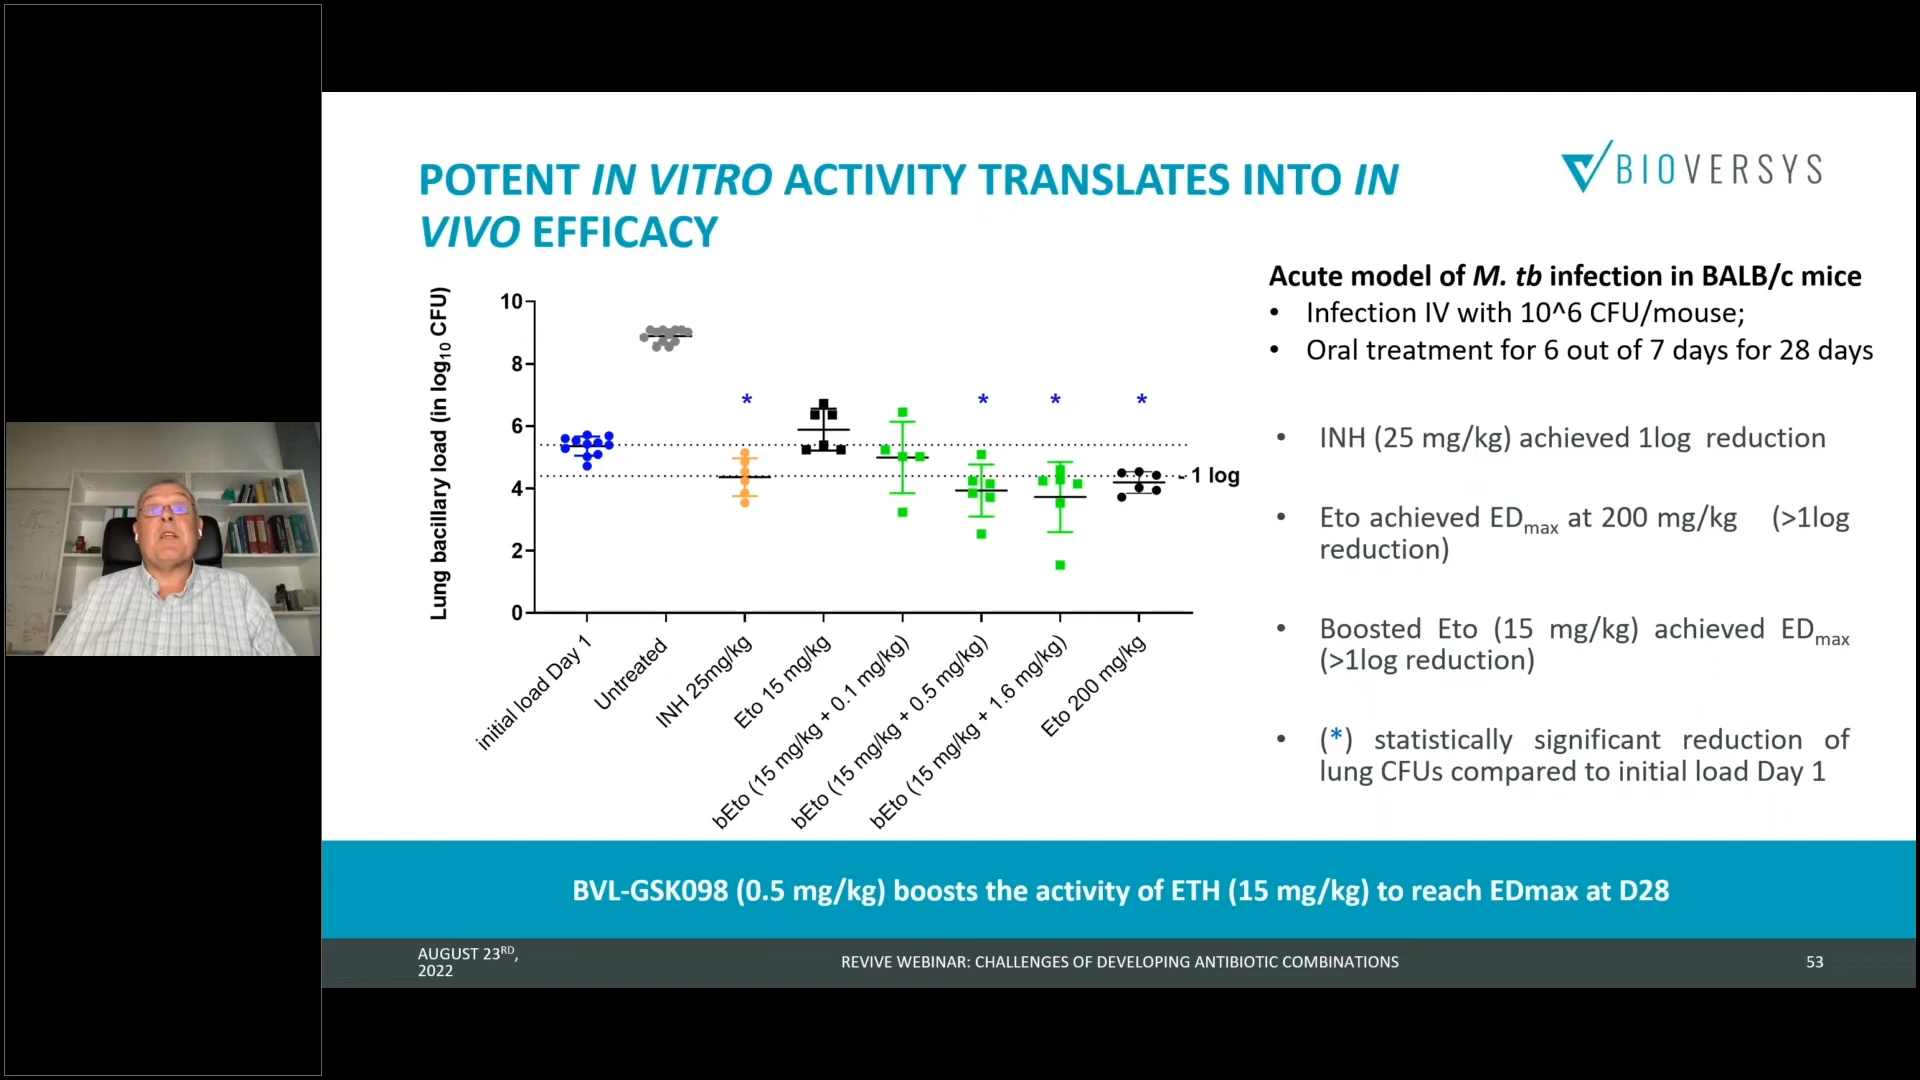 POTENT IN VITRO ACTIVITY TRANSLATES INTO IN
VIVO EFFICACY
BIOVERSYS
Lung bacillary load (in log10 CFU)
10
8
6
4
2
0
* * * *
- 1 log
initial load Day 1
Untreated
INH 25mg/kg
Eto 15 mg/kg
bEto (15 mg/kg + 0.1 mg/kg)
bEto (15 mg/kg + 0.5 mg/kg)
bEto (15 mg/kg + 1.6 mg/kg)
Eto 200 mg/kg
Acute model of M. tb infection in BALB/c mice
• Infection IV with 10^6 CFU/mouse;
• Oral treatment for 6 out of 7 days for 28 days
• INH (25 mg/kg) achieved 1log reduction
• Eto achieved EDmax at 200 mg/kg (>1log
reduction)
• Boosted Eto (15 mg/kg) achieved EDmax
(>1log reduction)
• (*) statistically significant reduction of
lung CFUs compared to initial load Day 1
BVL-GSK098 (0.5 mg/kg) boosts the activity of ETH (15 mg/kg) to reach EDmax at D28
AUGUST 23RD,
2022
REVIVE WEBINAR: CHALLENGES OF DEVELOPING ANTIBIOTIC COMBINATIONS
53